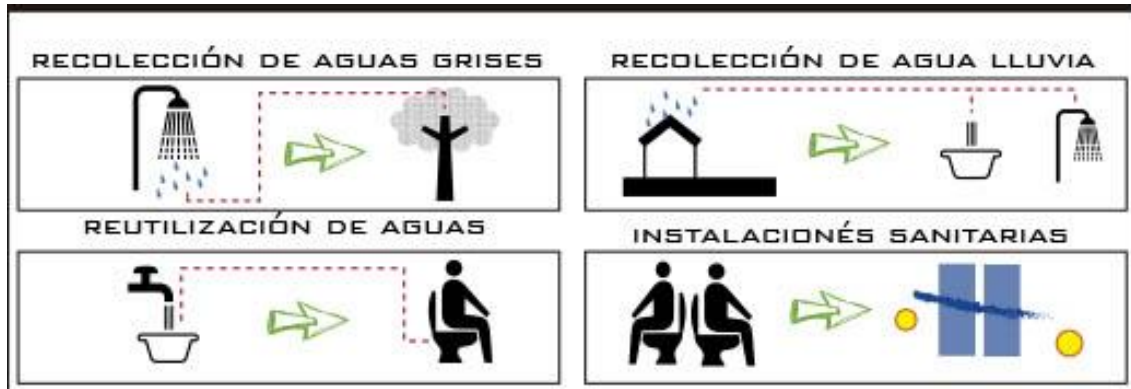 RECOLECCIÓN DE AGUAS GRISES
RECOLECCIÓN DE AGUA LLUVIA
REUTILIZACIÓN DE AGUAS
INSTALACIONÉS SANITARIAS